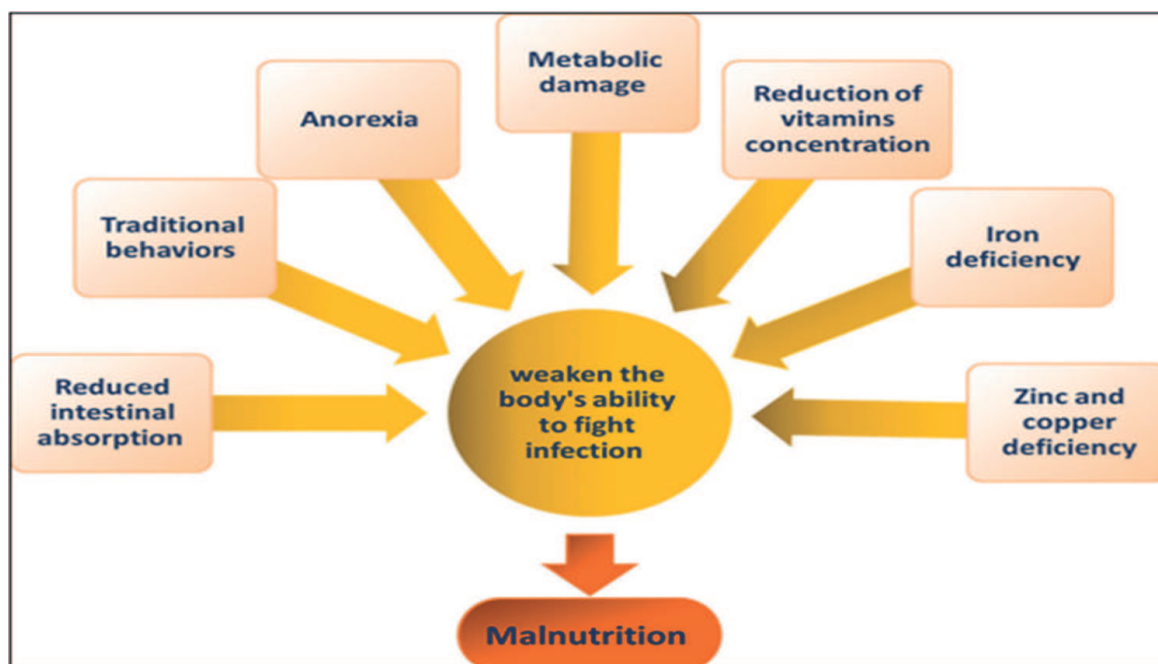 Metabolic
damage
Anorexia
Reduction of
vitamins
concentration
Traditional
behaviors
Iron
deficiency
Reduced
intestinal
absorption
weaken the
body's ability
to fight
infection
Zinc and
copper
deficiency
Malnutrition